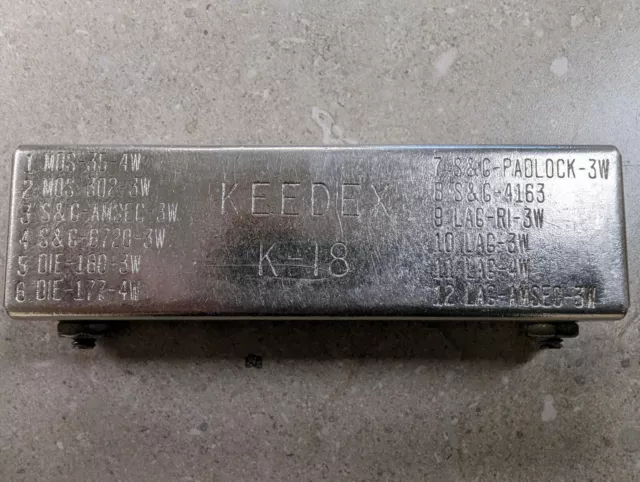 1 MOS-35-4W
2 MOS-302-3W
3 S&G-AMSEC-3W
4 S&G-6720-3W
5 DIE-180-3W
6 DIE-177-4W
KEEDEX
K-18
7 S&G-PADLOCK-3W
8 S&G-4163
9 LAG-RI-3W
10 LAG-3W
11 LAG-4W
12 LAG-AMSEC-3W